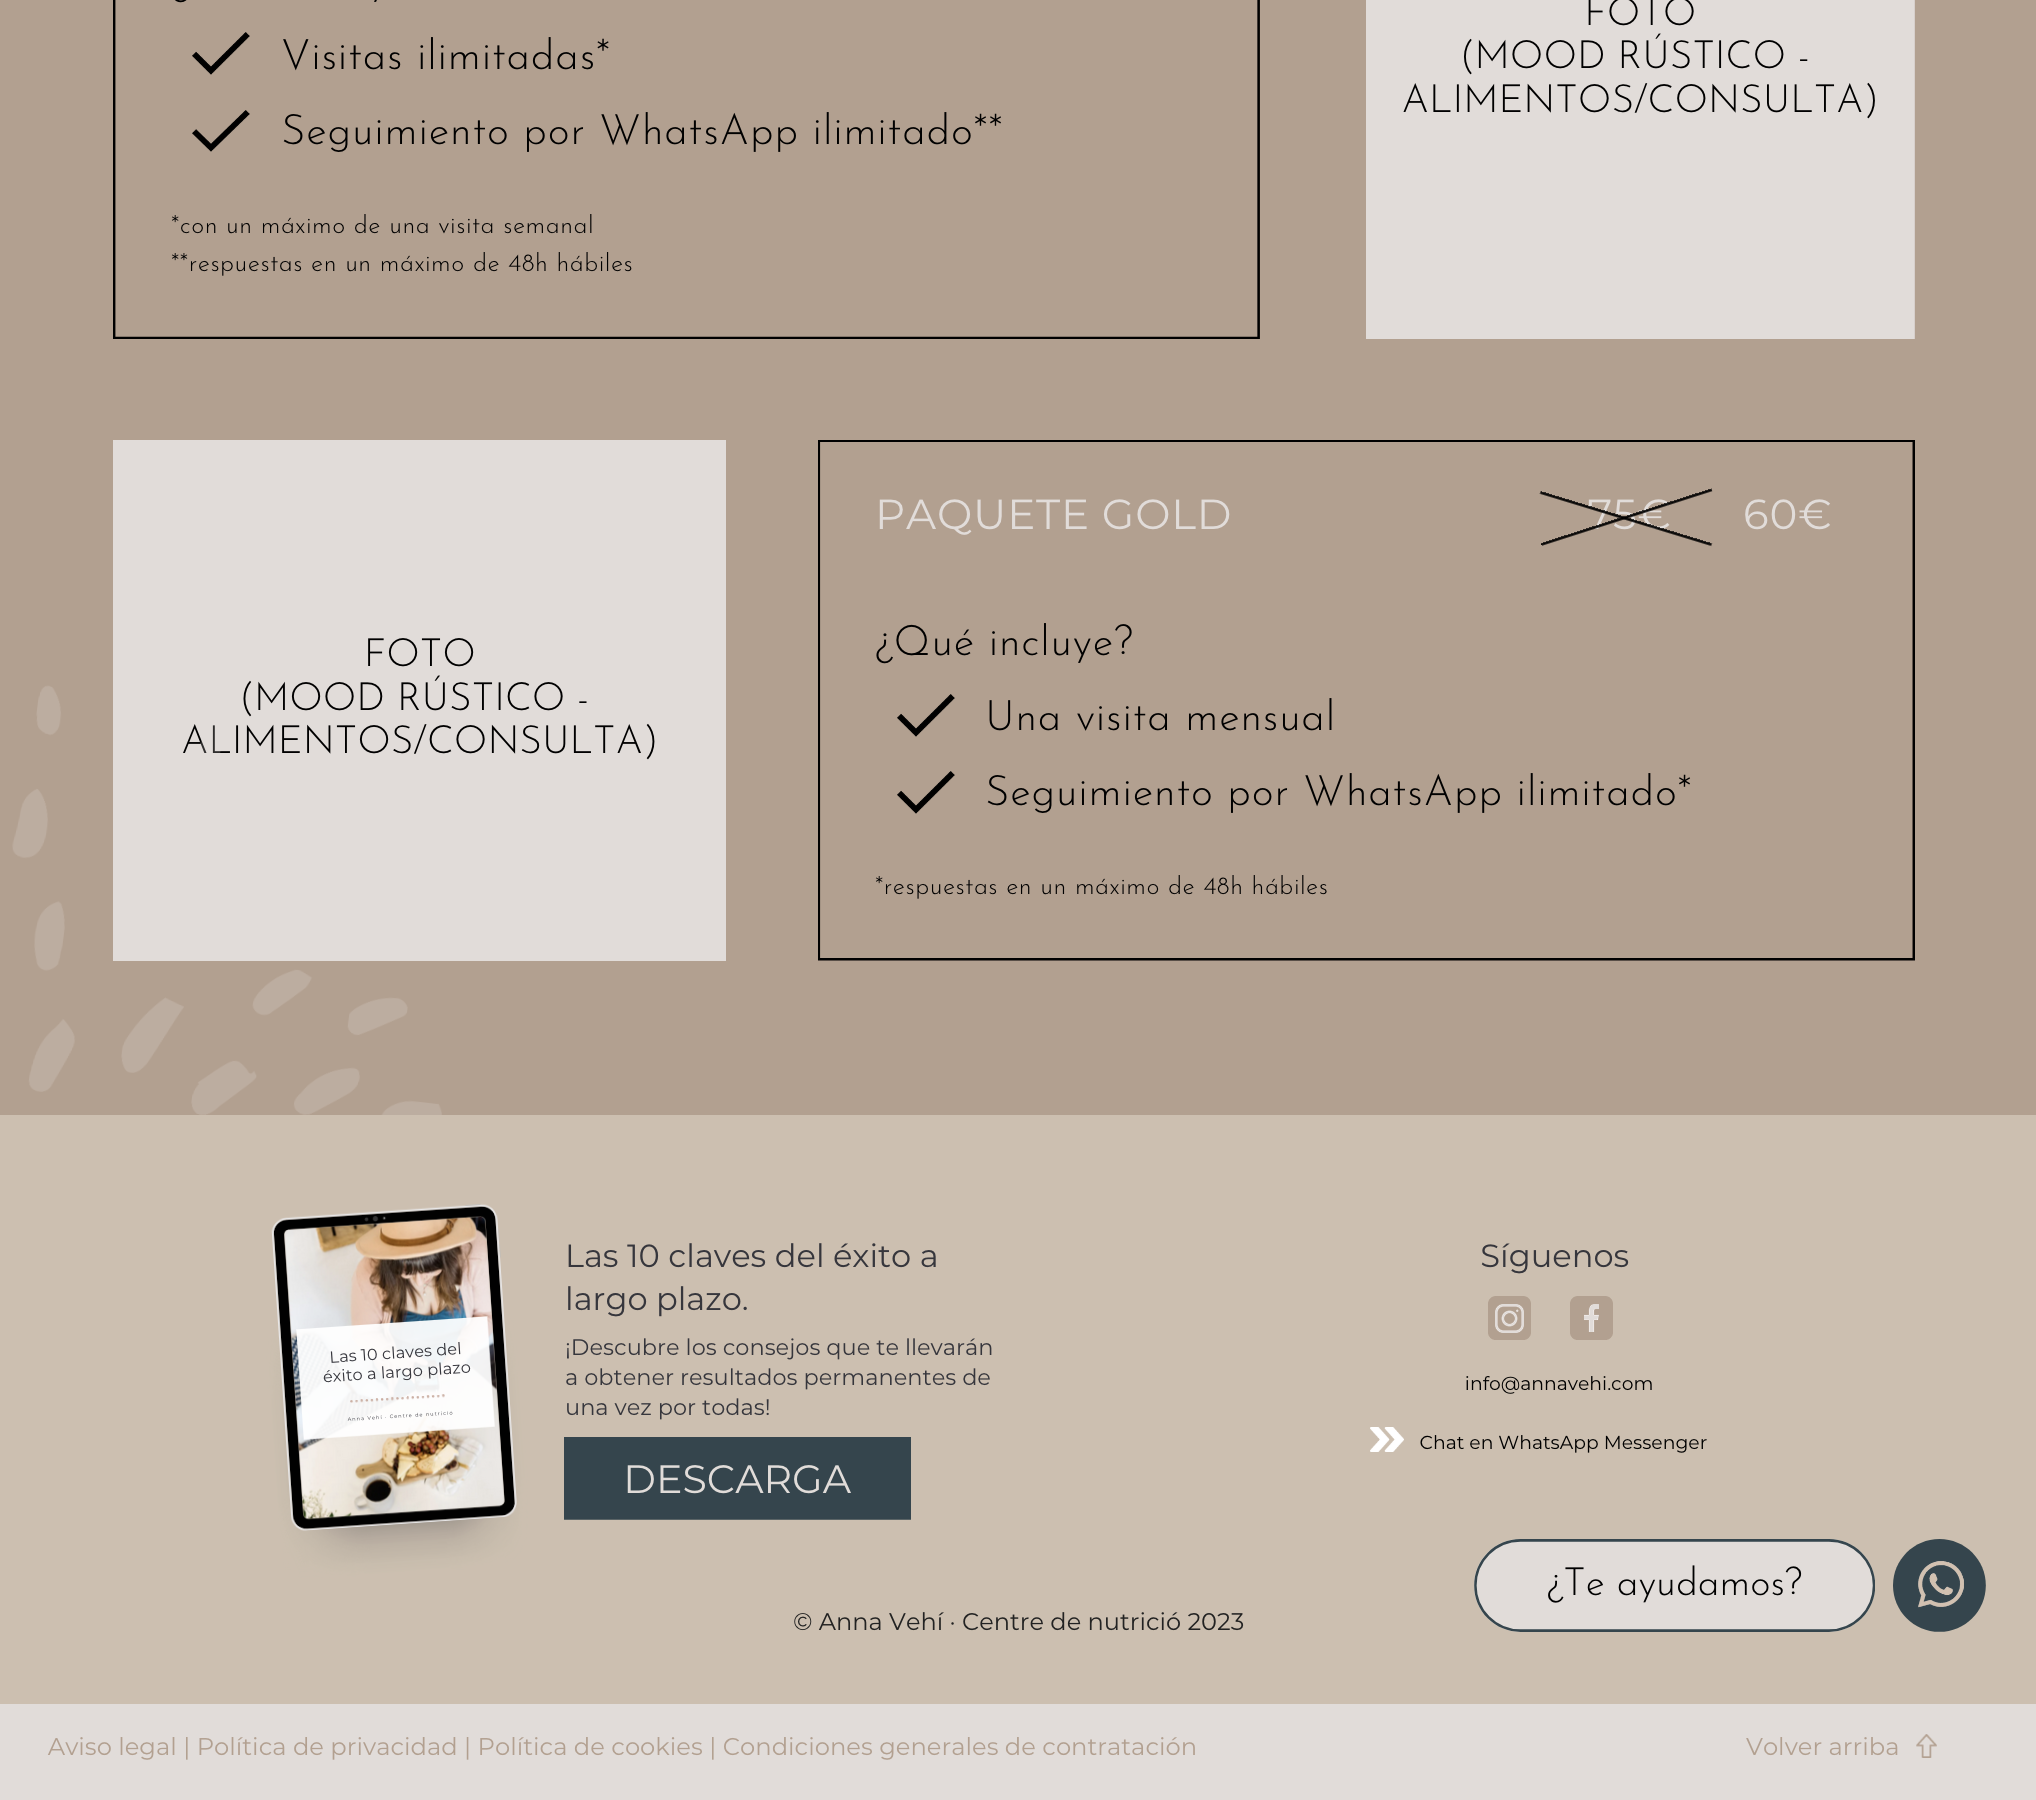 Visitas ilimitadas*
Seguimiento por WhatsApp ilimitado**
*con un máximo de una visita semanal
**respuestas en un máximo de 48h hábiles
FOTO
(MOOD RÚSTICO -
ALIMENTOS/CONSULTA)
FOTO
(MOOD RÚSTICO -
ALIMENTOS/CONSULTA)
PAQUETE GOLD 75€ 60€
¿Qué incluye?
Una visita mensual
Seguimiento por WhatsApp ilimitado*
*respuestas en un máximo de 48h hábiles
Las 10 claves del
éxito a largo plazo
Anna Vehí · Centre de nutrició
Las 10 claves del éxito a
largo plazo.
¡Descubre los consejos que te llevarán
a obtener resultados permanentes de
una vez por todas!
DESCARGA
Síguenos
info@annavehi.com
Chat en WhatsApp Messenger
¿Te ayudamos?
© Anna Vehí · Centre de nutrició 2023
Aviso legal | Política de privacidad | Política de cookies | Condiciones generales de contratación
Volver arriba